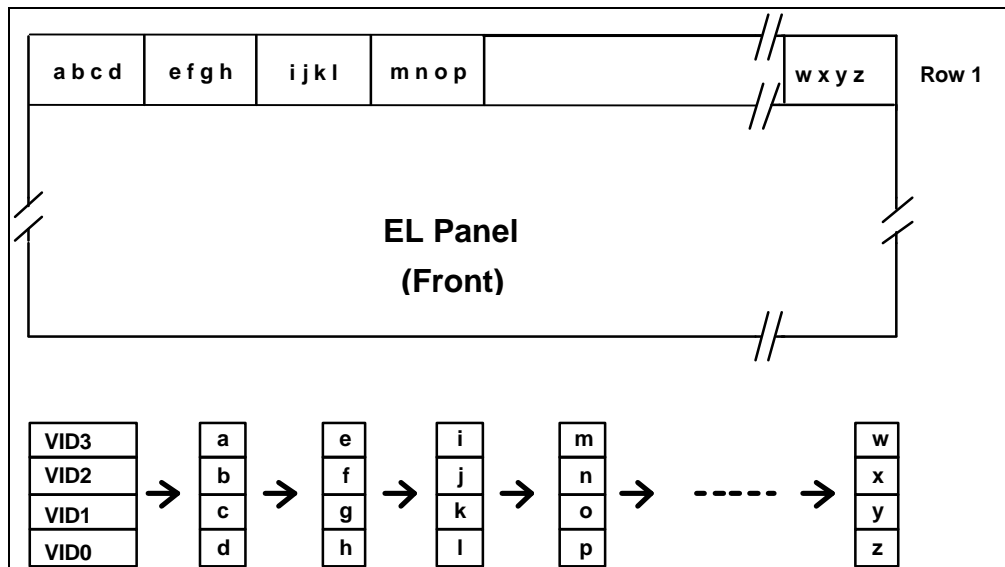 a b c d e f g h i j k l m n o p w x y z Row 1
EL Panel
(Front)
VID3 a e i m w
VID2 b f j n x
VID1 c g k o y
VID0 d h l p z